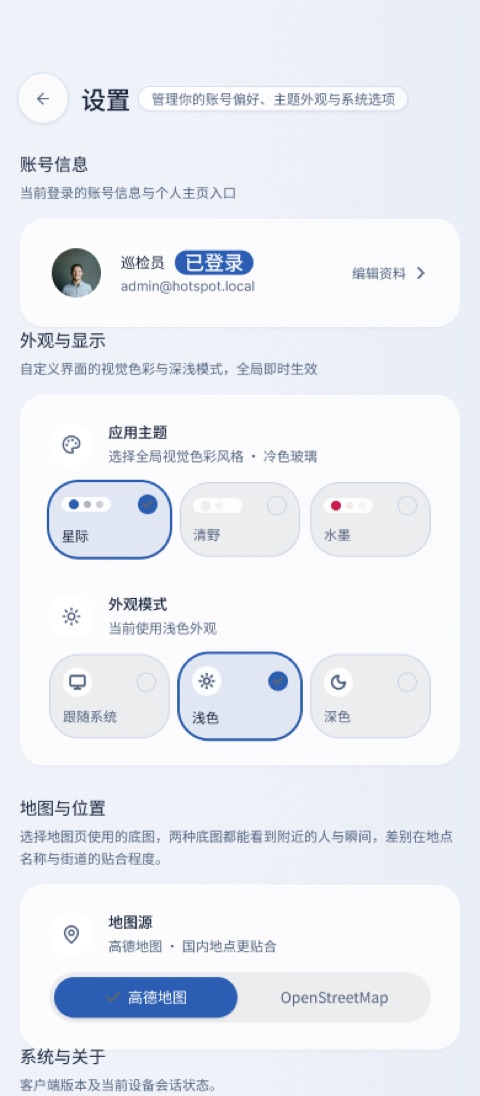 设置 管理你的账号偏好、主题外观与系统选项
账号信息
当前登录的账号信息与个人主页入口
巡检员 已登录
admin@hotspot.local
编辑资料
外观与显示
自定义界面的视觉色彩与深浅模式，全局即时生效
应用主题
选择全局视觉色彩风格 · 冷色玻璃
星际 清野 水墨
外观模式
当前使用浅色外观
跟随系统 浅色 深色
地图与位置
选择地图页使用的底图，两种底图都能看到附近的人与瞬间，差别在地点
名称与街道的贴合程度。
地图源
高德地图 · 国内地点更贴合
高德地图 OpenStreetMap
系统与关于
客户端版本及当前设备会话状态。